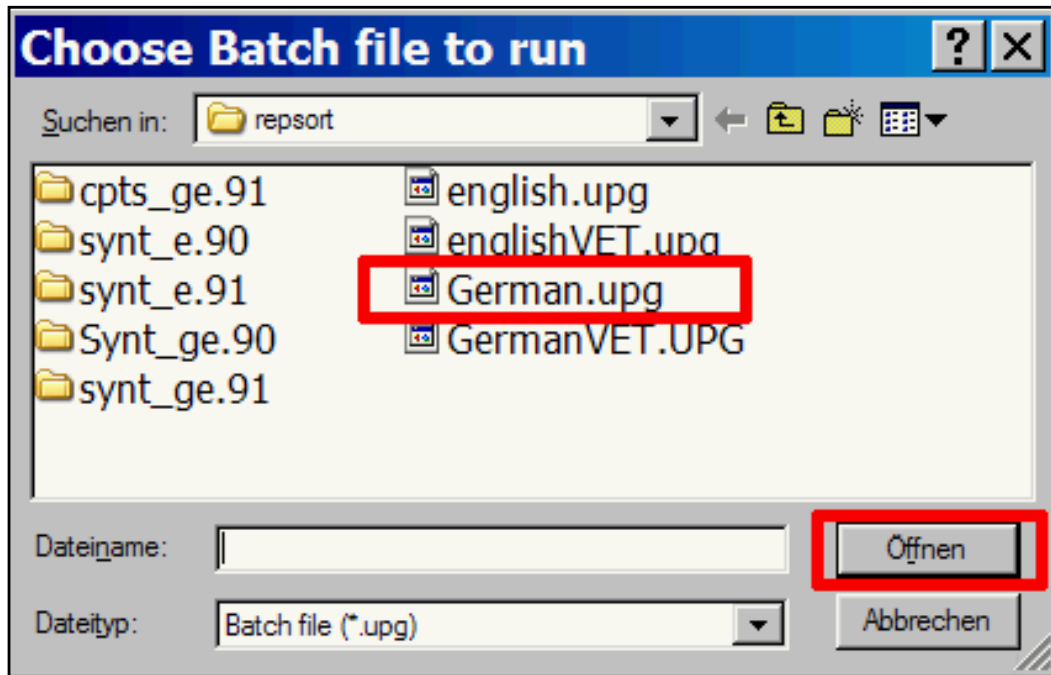 Choose Batch file to run
Suchen in: repsort
cpts_ge.91 english.upg
synt_e.90 englishVET.upg
synt_e.91 German.upg
Synt_ge.90 GermanVET.UPG
synt_ge.91
Dateiname: Öffnen
Dateityp: Batch file (*.upg) Abbrechen